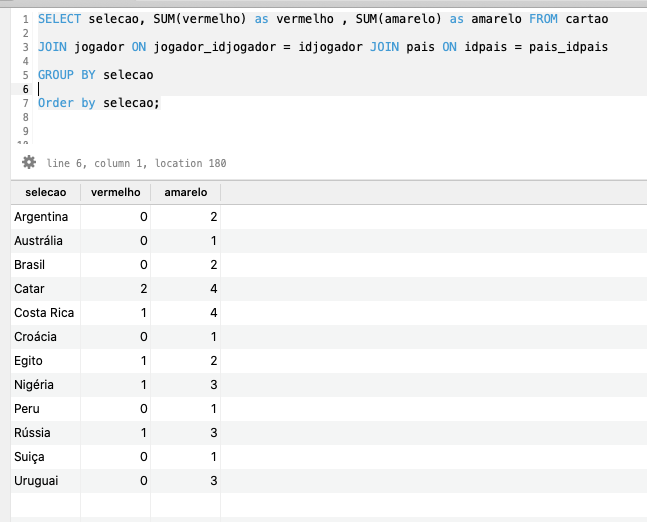 1 SELECT selecao, SUM(vermelho) as vermelho , SUM(amarelo) as amarelo FROM cartao
2
3 JOIN jogador ON jogador_idjogador = idjogador JOIN pais ON idpais = pais_idpais
4
5 GROUP BY selecao
6
7 Order by selecao;
8
9
line 6, column 1, location 180
selecao vermelho amarelo
Argentina 0 2
Austrália 0 1
Brasil 0 2
Catar 2 4
Costa Rica 1 4
Croácia 0 1
Egito 1 2
Nigéria 1 3
Peru 0 1
Rússia 1 3
Suiça 0 1
Uruguai 0 3